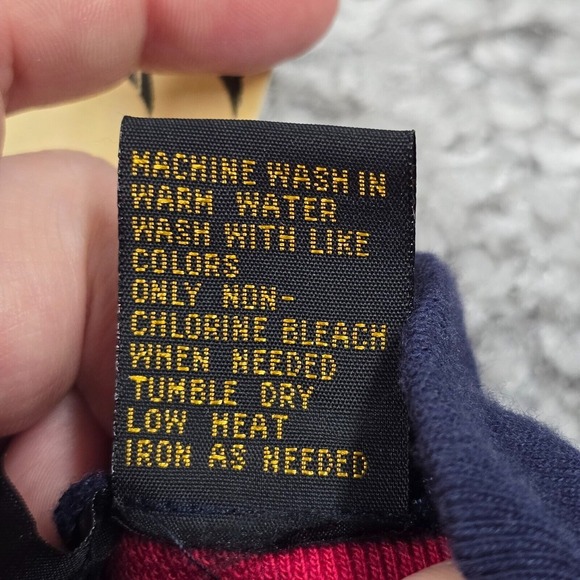 MACHINE WASH IN
WARM WATER
WASH WITH LIKE
COLORS
ONLY NON-
CHLORINE BLEACH
WHEN NEEDED
TUMBLE DRY
LOW HEAT
IRON AS NEEDED